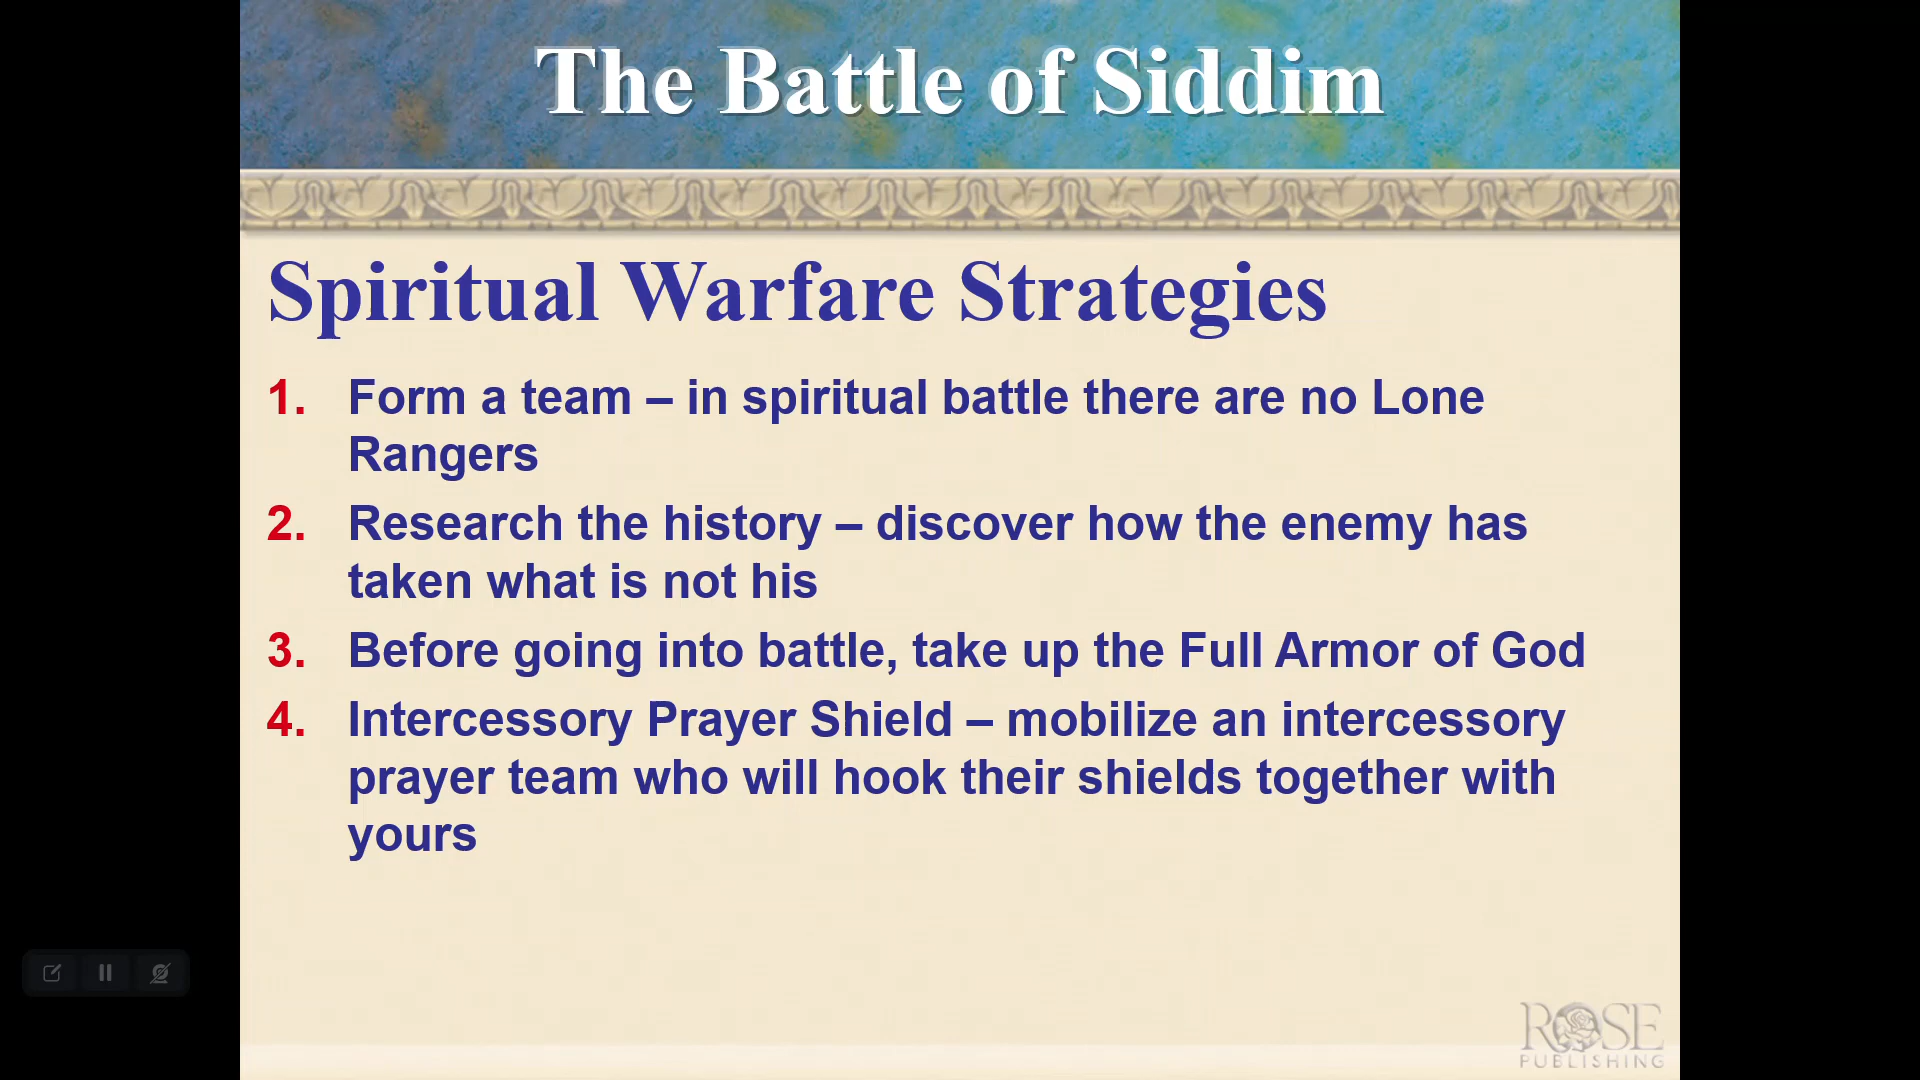 The Battle of Siddim
Spiritual Warfare Strategies
1. Form a team – in spiritual battle there are no Lone
Rangers
2. Research the history – discover how the enemy has
taken what is not his
3. Before going into battle, take up the Full Armor of God
4. Intercessory Prayer Shield – mobilize an intercessory
prayer team who will hook their shields together with
yours
ROSE
PUBLISHING